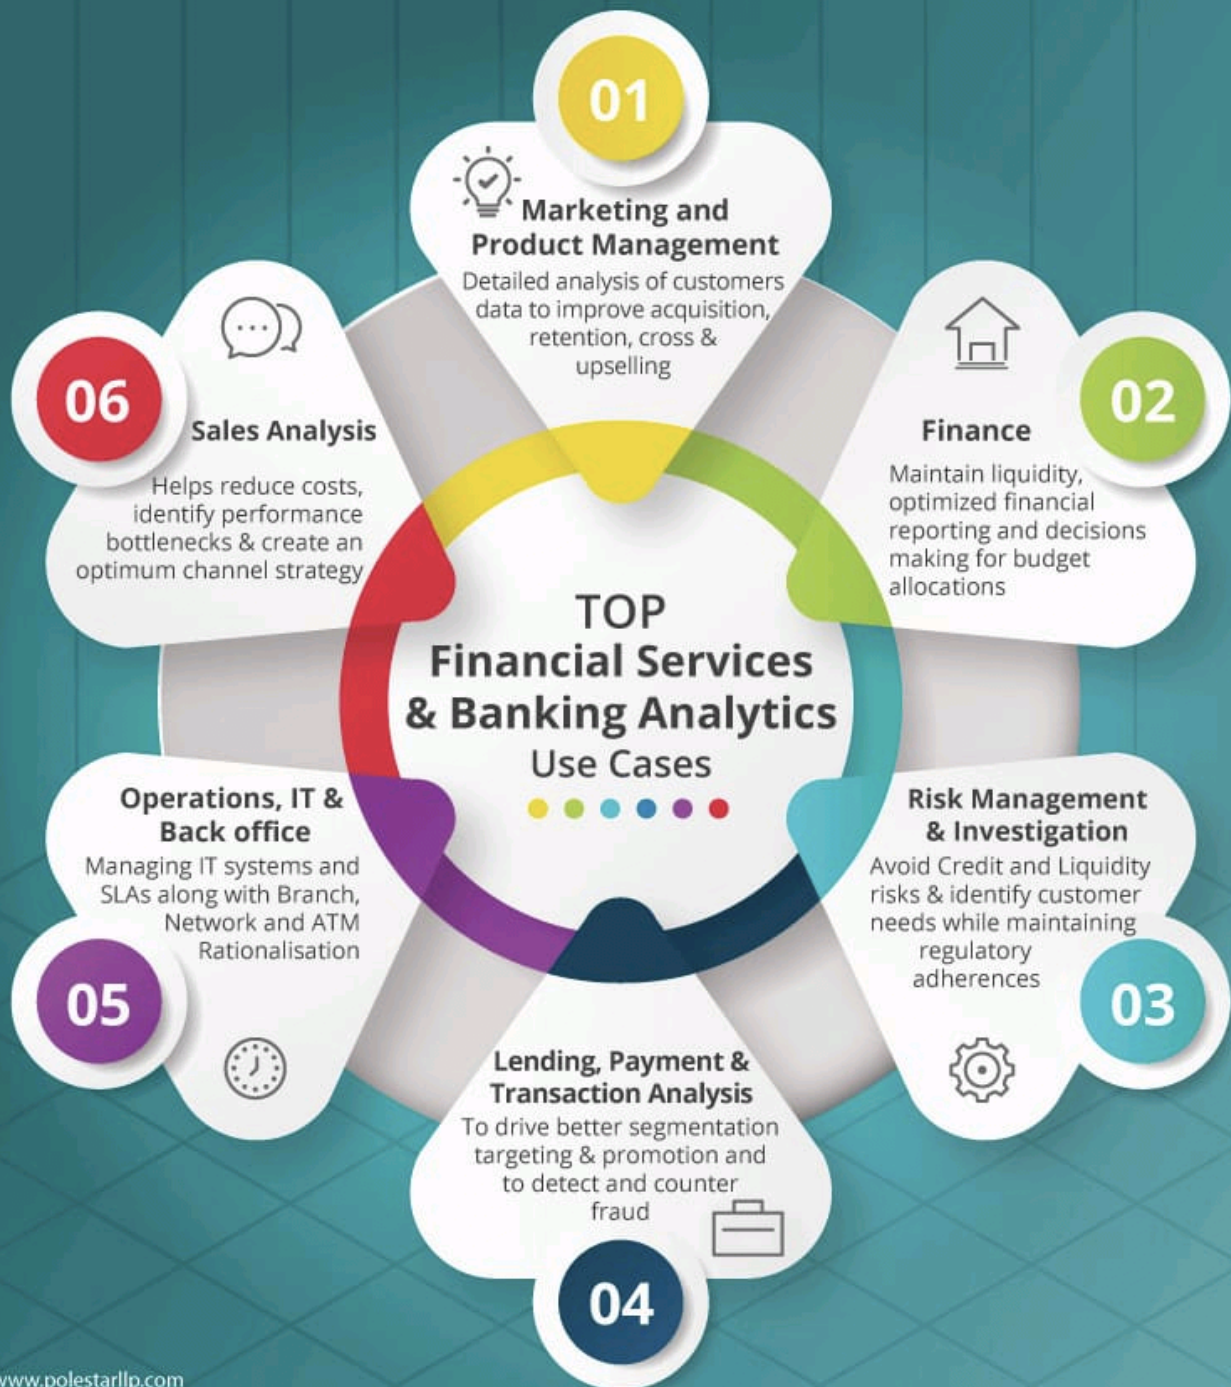 01
Marketing and
Product Management
Detailed analysis of customers
data to improve acquisition,
retention, cross &
upselling
02
Finance
Maintain liquidity,
optimized financial
reporting and decisions
making for budget
allocations
Risk Management
& Investigation
Avoid Credit and Liquidity
risks & identify customer
needs while maintaining
regulatory
adherences
03
Lending, Payment &
Transaction Analysis
To drive better segmentation
targeting & promotion and
to detect and counter
fraud
04
Operations, IT &
Back office
Managing IT systems and
SLAs along with Branch,
Network and ATM
Rationalisation
05
06
Sales Analysis
Helps reduce costs,
identify performance
bottlenecks & create an
optimum channel strategy
TOP
Financial Services
& Banking Analytics
Use Cases
www.polestarllp.com